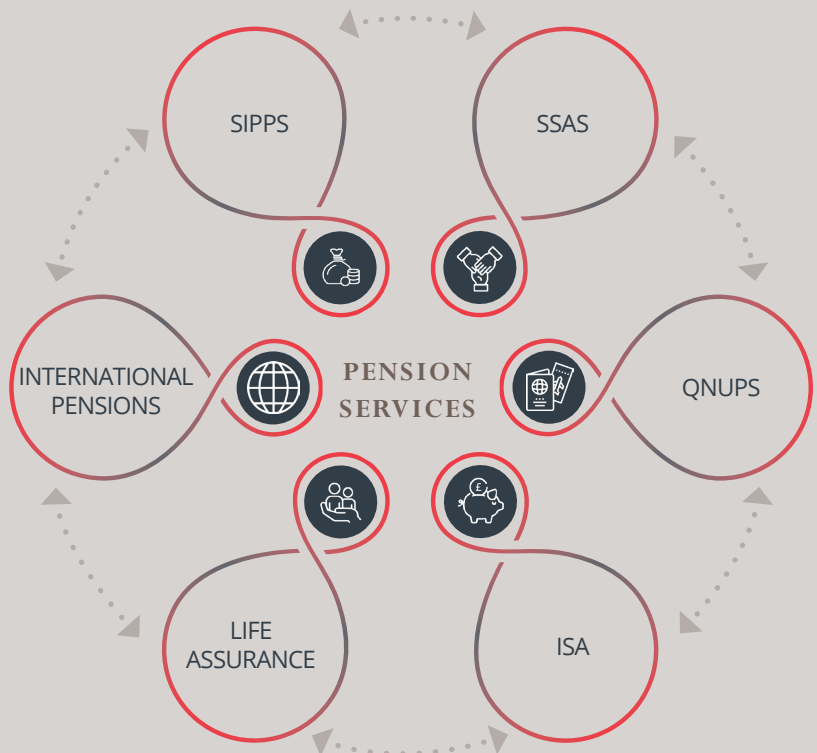 SIPPS
SSAS
INTERNATIONAL
PENSIONS
PENSION
SERVICES
QNUPS
£
LIFE
ASSURANCE
ISA